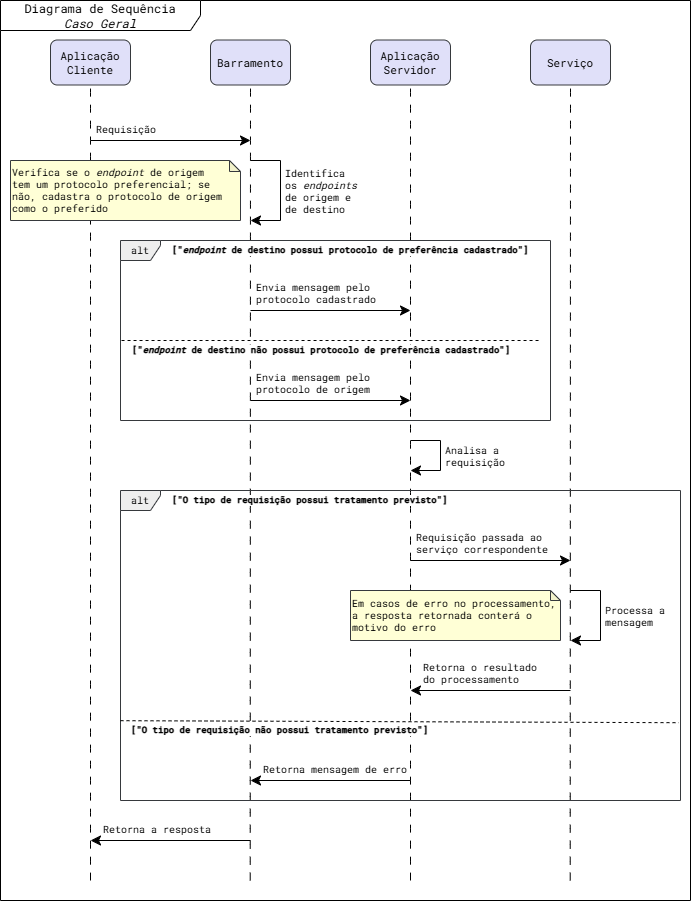 Diagrama de Sequência
Caso Geral
Aplicação
Cliente
Barramento
Aplicação
Servidor
Serviço
Requisição
Verifica se o endpoint de origem
tem um protocolo preferencial; se
não, cadastra o protocolo de origem
como o preferido
Identifica
os endpoints
de origem e
de destino
alt
["endpoint de destino possui protocolo de preferência cadastrado"]
Envia mensagem pelo
protocolo cadastrado
["endpoint de destino não possui protocolo de preferência cadastrado"]
Envia mensagem pelo
protocolo de origem
Analisa a
requisição
alt
["O tipo de requisição possui tratamento previsto"]
Requisição passada ao
serviço correspondente
Em casos de erro no processamento,
a resposta retornada conterá o
motivo do erro
Processa a
mensagem
Retorna o resultado
do processamento
["O tipo de requisição não possui tratamento previsto"]
Retorna mensagem de erro
Retorna a resposta